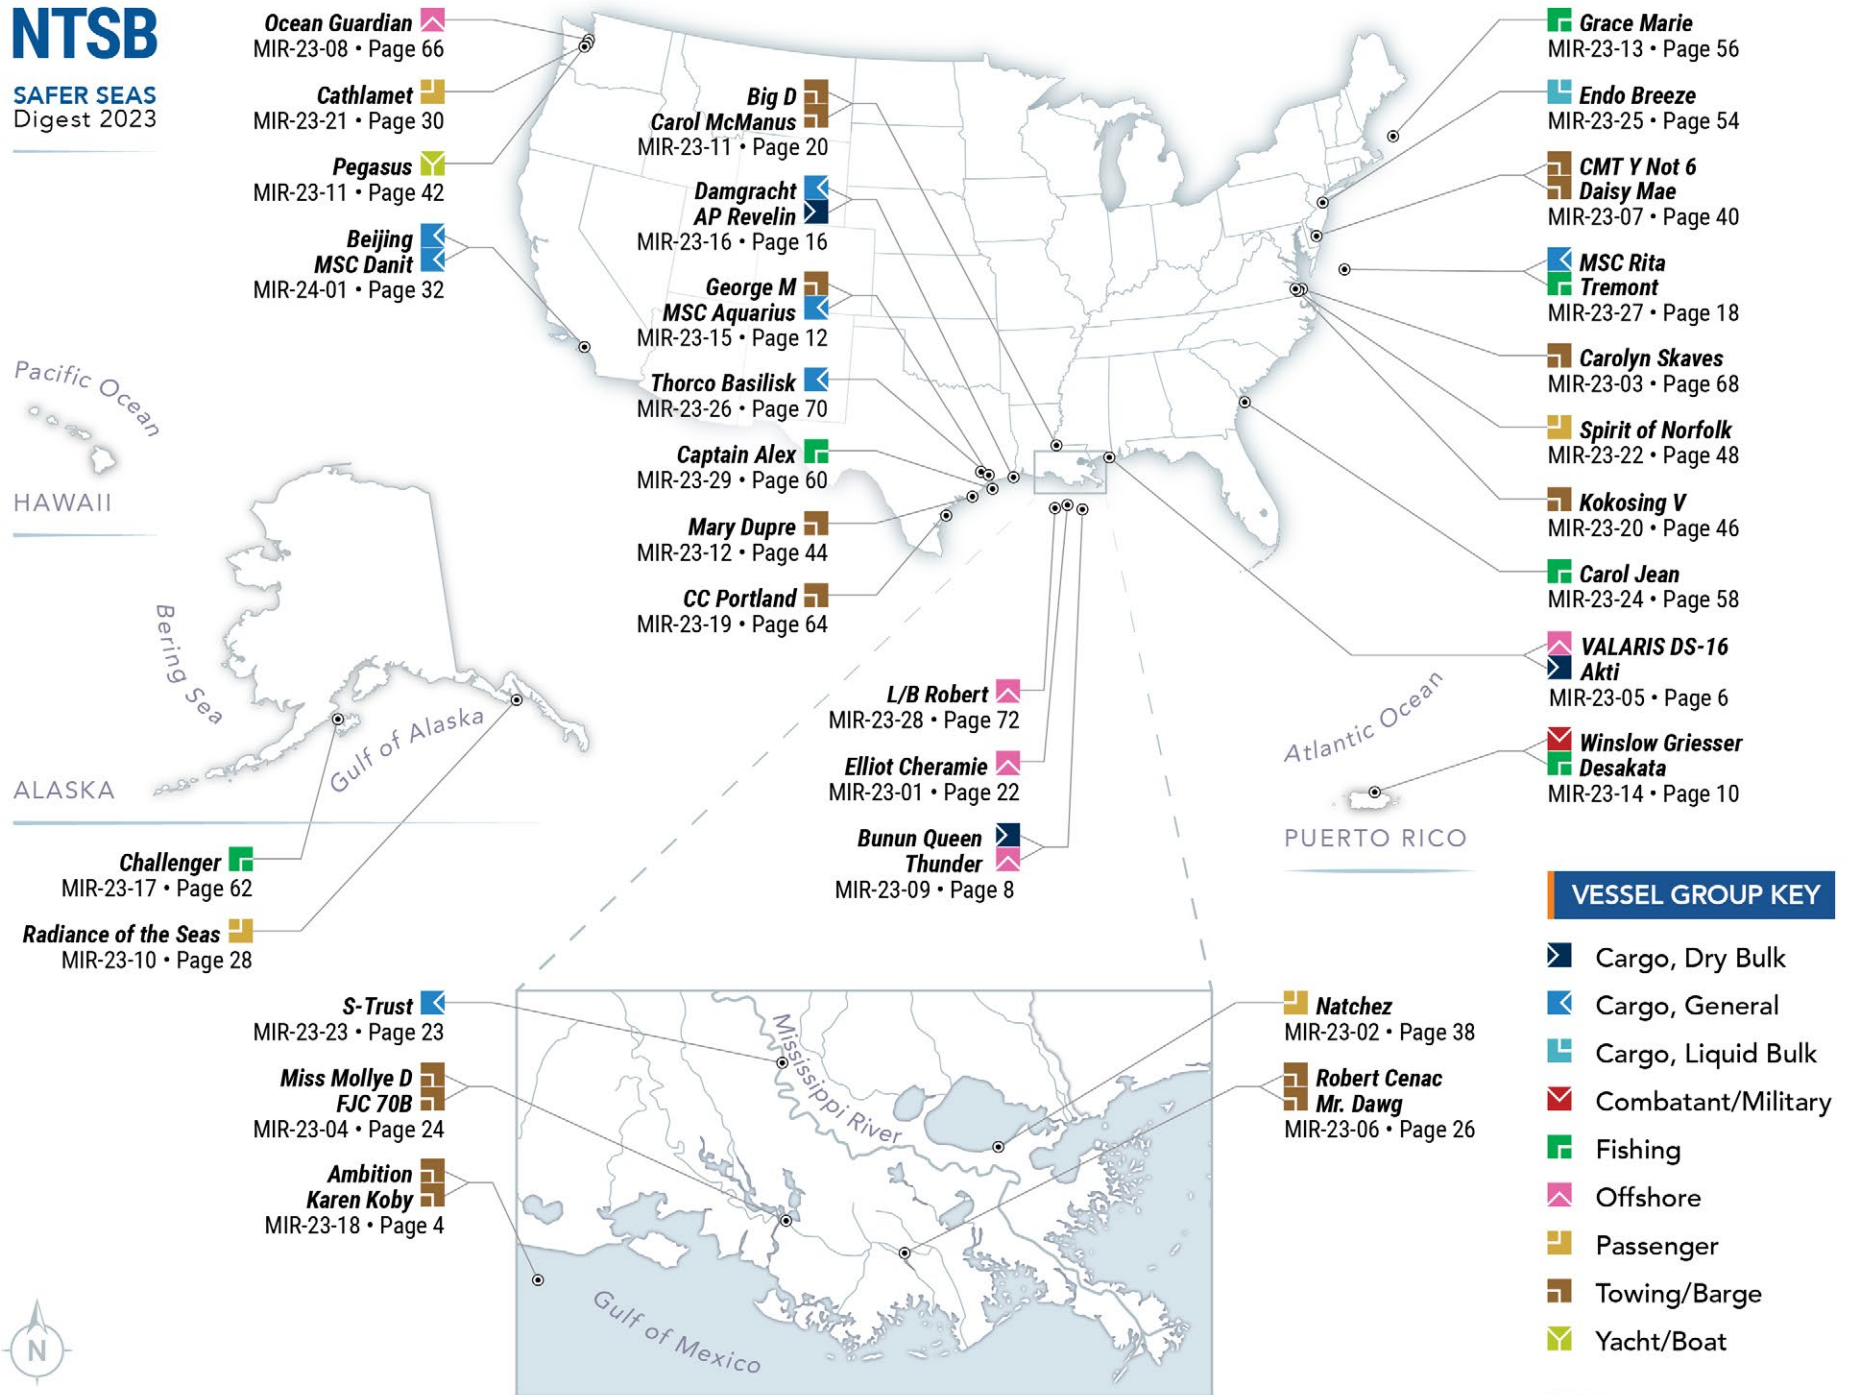 NTSB
SAFER SEAS
Digest 2023
Ocean Guardian
MIR-23-08 • Page 66
Cathlamet
MIR-23-21 • Page 30
Pegasus
MIR-23-11 • Page 42
Beijing
MSC Danit
MIR-24-01 • Page 32
Big D
Carol McManus
MIR-23-11 • Page 20
Damgracht
AP Revelin
MIR-23-16 • Page 16
George M
MSC Aquarius
MIR-23-15 • Page 12
Thorco Basilisk
MIR-23-26 • Page 70
Captain Alex
MIR-23-29 • Page 60
Mary Dupre
MIR-23-12 • Page 44
CC Portland
MIR-23-19 • Page 64
Grace Marie
MIR-23-13 • Page 56
Endo Breeze
MIR-23-25 • Page 54
CMT Y Not 6
Daisy Mae
MIR-23-07 • Page 40
MSC Rita
Tremont
MIR-23-27 • Page 18
Carolyn Skaves
MIR-23-03 • Page 68
Spirit of Norfolk
MIR-23-22 • Page 48
Kokosing V
MIR-23-20 • Page 46
Carol Jean
MIR-23-24 • Page 58
VALARIS DS-16
Akti
MIR-23-05 • Page 6
Winslow Griesser
Desakata
MIR-23-14 • Page 10
Pacific Ocean
HAWAII
Bering Sea
Gulf of Alaska
ALASKA
Challenger
MIR-23-17 • Page 62
Radiance of the Seas
MIR-23-10 • Page 28
L/B Robert
MIR-23-28 • Page 72
Elliot Cheramie
MIR-23-01 • Page 22
Bunun Queen
Thunder
MIR-23-09 • Page 8
Atlantic Ocean
PUERTO RICO
S-Trust
MIR-23-23 • Page 23
Miss Mollye D
FJC 70B
MIR-23-04 • Page 24
Ambition
Karen Koby
MIR-23-18 • Page 4
Mississippi River
Gulf of Mexico
Natchez
MIR-23-02 • Page 38
Robert Cenac
Mr. Dawg
MIR-23-06 • Page 26
VESSEL GROUP KEY
Cargo, Dry Bulk
Cargo, General
Cargo, Liquid Bulk
Combatant/Military
Fishing
Offshore
Passenger
Towing/Barge
Yacht/Boat
N